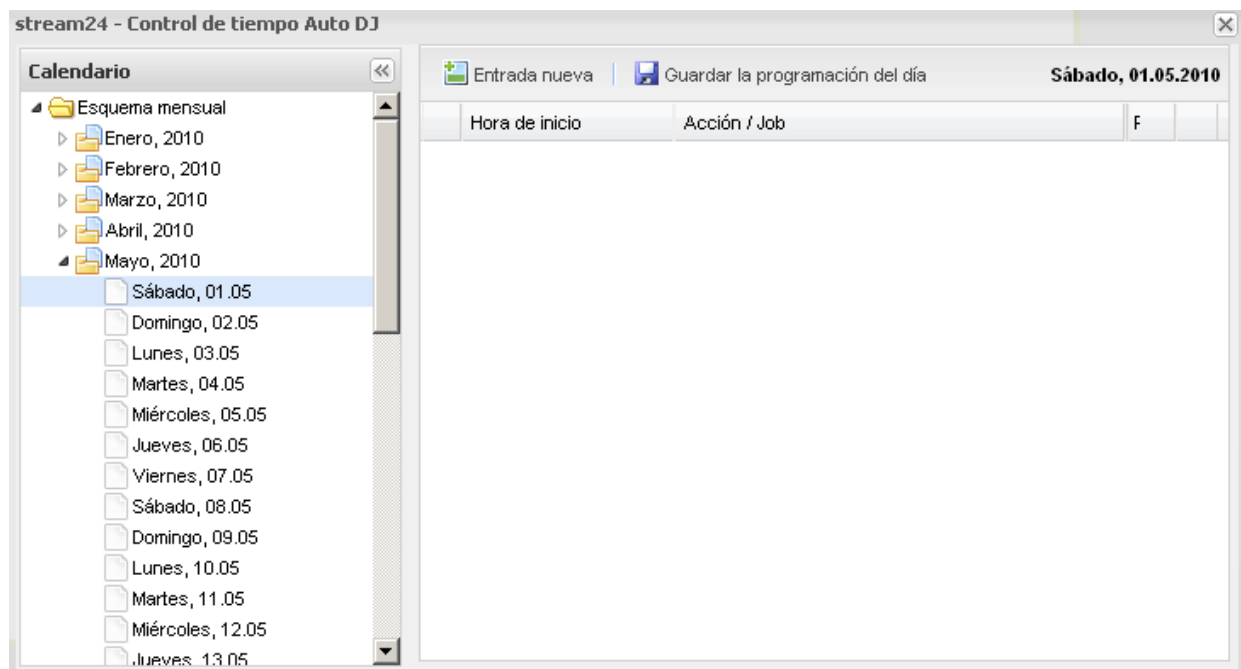 stream24 - Control de tiempo Auto DJ
Calendario
Esquema mensual
Enero, 2010
Febrero, 2010
Marzo, 2010
Abril, 2010
Mayo, 2010
Sábado, 01.05
Domingo, 02.05
Lunes, 03.05
Martes, 04.05
Miércoles, 05.05
Jueves, 06.05
Viernes, 07.05
Sábado, 08.05
Domingo, 09.05
Lunes, 10.05
Martes, 11.05
Miércoles, 12.05
Jueves, 13.05
Entrada nueva Guardar la programación del día Sábado, 01.05.2010
Hora de inicio Acción / Job F